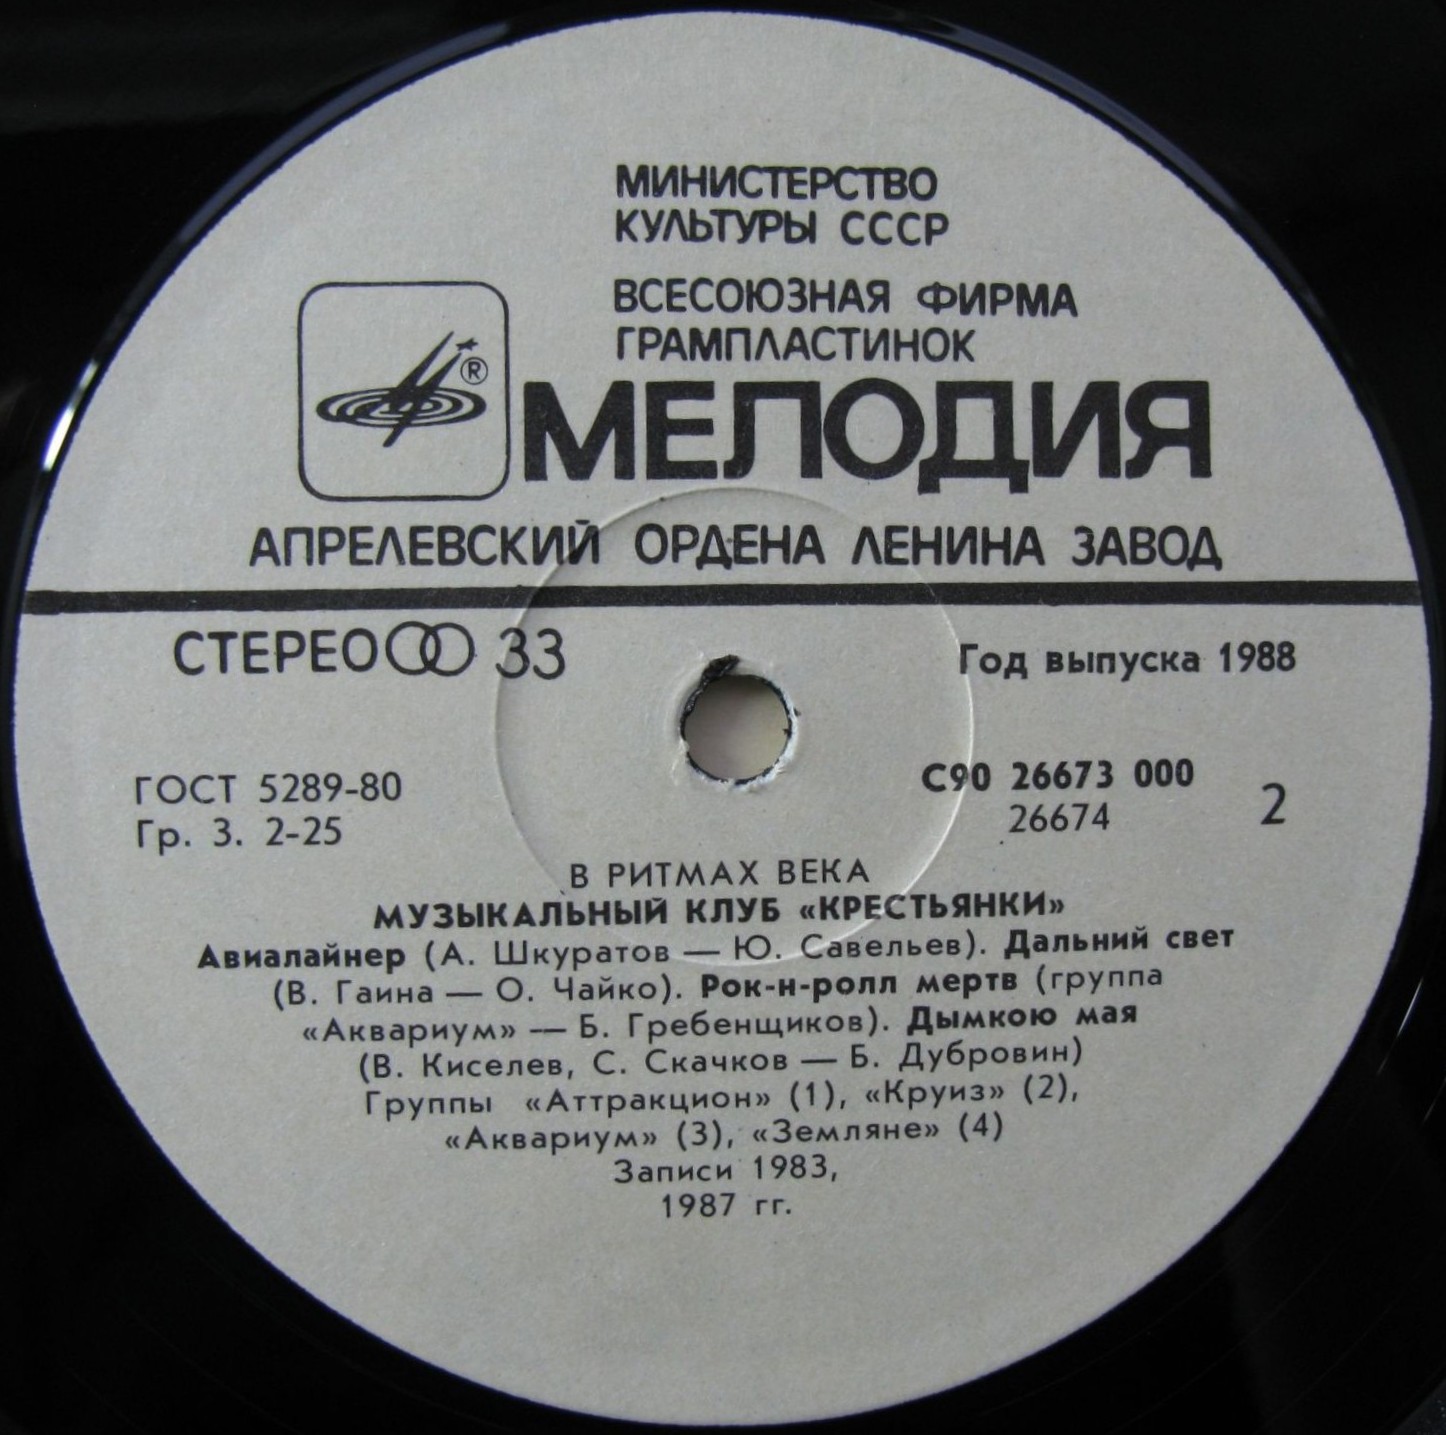 МИНИСТЕРСТВО
КУЛЬТУРЫ СССР
ВСЕСОЮЗНАЯ ФИРМА
ГРАМПЛАСТИНОК
®
МЕЛОДИЯ
АПРЕЛЕВСКИЙ ОРДЕНА ЛЕНИНА ЗАВОД
СТЕРЕО 33
Год выпуска 1988
ГОСТ 5289-80
Гр. 3. 2-25
С90 26673 000
26674
2
В РИТМАХ ВЕКА
МУЗЫКАЛЬНЫЙ КЛУБ «КРЕСТЬЯНКИ»
Авиалайнер (А. Шкуратов — Ю. Савельев). Дальний свет
(В. Гаина — О. Чайко). Рок-н-ролл мертв (группа
«Аквариум» — Б. Гребенщиков). Дымкою мая
(В. Киселев, С. Скачков — Б. Дубровин)
Группы «Аттракцион» (1), «Круиз» (2),
«Аквариум» (3), «Земляне» (4)
Записи 1983,
1987 гг.